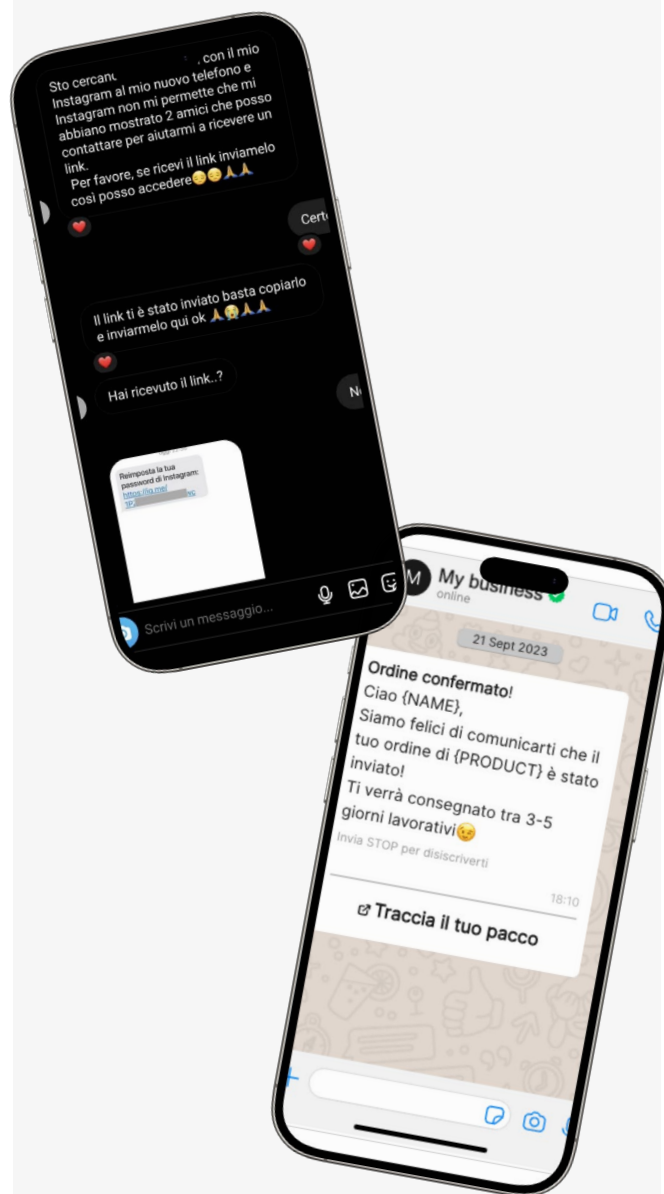 Sto cercan
, con il mio
Instagram al mio nuovo telefono e
Instagram non mi permette che mi
abbiano mostrato 2 amici che posso
contattare per aiutarmi a ricevere un
link.
Per favore, se ricevi il link inviamelo
così posso accedere😔😔🙏🙏
Cert
Il link ti è stato inviato basta copiarlo
e inviarmelo qui ok 🙏😭🙏🙏
Hai ricevuto il link..?
N
Reimposta la tua
password di Instagram:
https://ig.me/
Scrivi un messaggio...
M
My business
online
21 Sept 2023
Ordine confermato!
Ciao {NAME},
Siamo felici di comunicarti che il
tuo ordine di {PRODUCT} è stato
inviato!
Ti verrà consegnato tra 3-5
giorni lavorativi😉
Invia STOP per disiscriverti
18:10
Traccia il tuo pacco